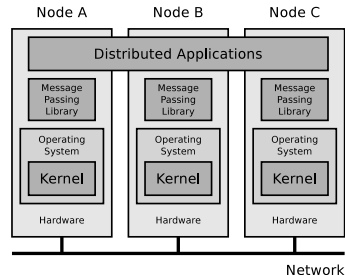 Node A Node B Node C
Distributed Applications
Message Message Message
Passing Passing Passing
Library Library Library
Operating Operating Operating
System System System
Kernel Kernel Kernel
Hardware Hardware Hardware
Network